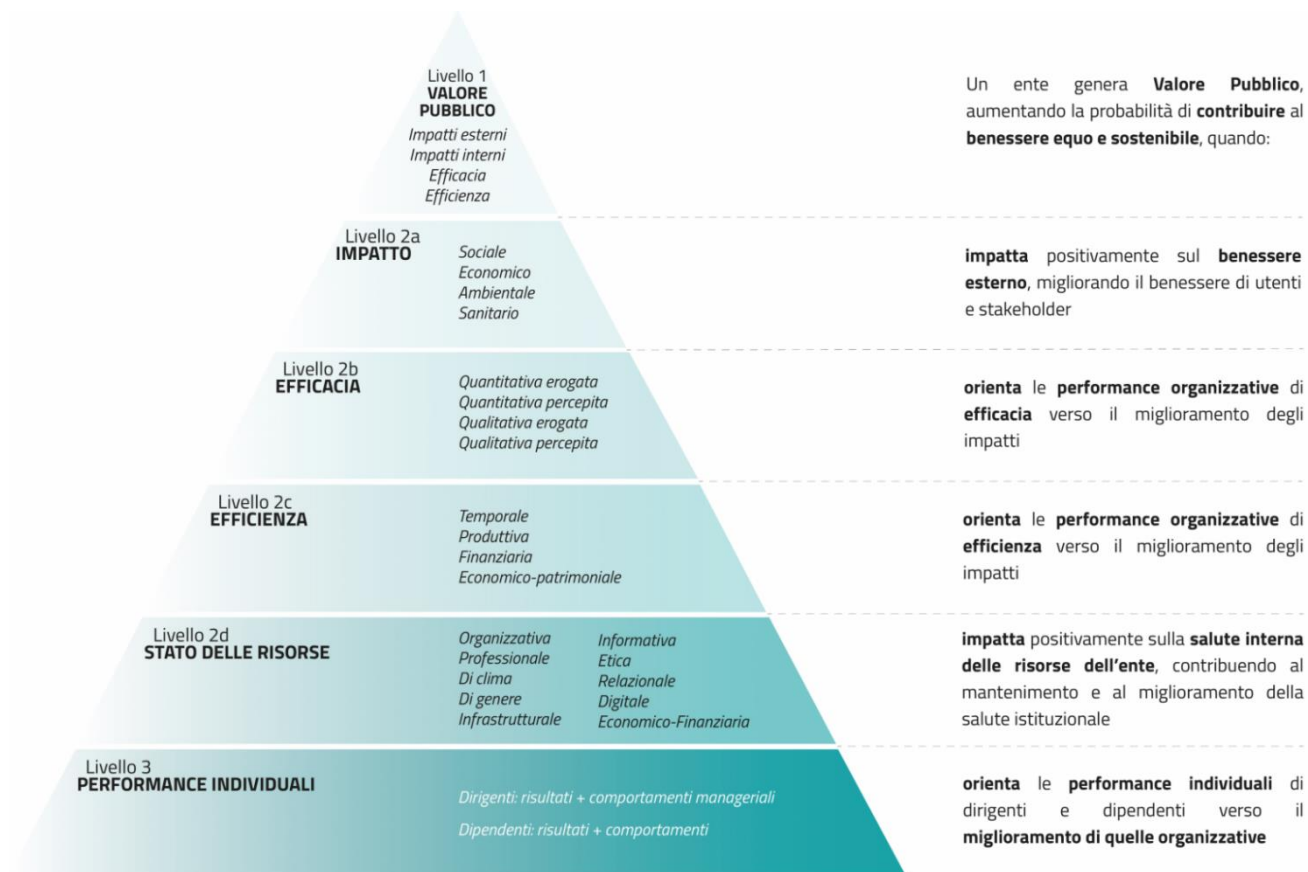 Livello 1
VALORE
PUBBLICO
Impatti esterni
Impatti interni
Efficacia
Efficienza
Un ente genera Valore Pubblico,
aumentando la probabilità di contribuire al
benessere equo e sostenibile, quando:
Livello 2a
IMPATTO
Sociale
Economico
Ambientale
Sanitario
impatta positivamente sul benessere
esterno, migliorando il benessere di utenti
e stakeholder
Livello 2b
EFFICACIA
Quantitativa erogata
Quantitativa percepita
Qualitativa erogata
Qualitativa percepita
orienta le performance organizzative di
efficacia verso il miglioramento degli
impatti
Livello 2c
EFFICIENZA
Temporale
Produttiva
Finanziaria
Economico-patrimoniale
orienta le performance organizzative di
efficienza verso il miglioramento degli
impatti
Livello 2d
STATO DELLE RISORSE
Organizzativa
Professionale
Di clima
Di genere
Infrastrutturale
Informativa
Etica
Relazionale
Digitale
Economico-Finanziaria
impatta positivamente sulla salute interna
delle risorse dell'ente, contribuendo al
mantenimento e al miglioramento della
salute istituzionale
Livello 3
PERFORMANCE INDIVIDUALI
Dirigenti: risultati + comportamenti manageriali
Dipendenti: risultati + comportamenti
orienta le performance individuali di
dirigenti e dipendenti verso il
miglioramento di quelle organizzative